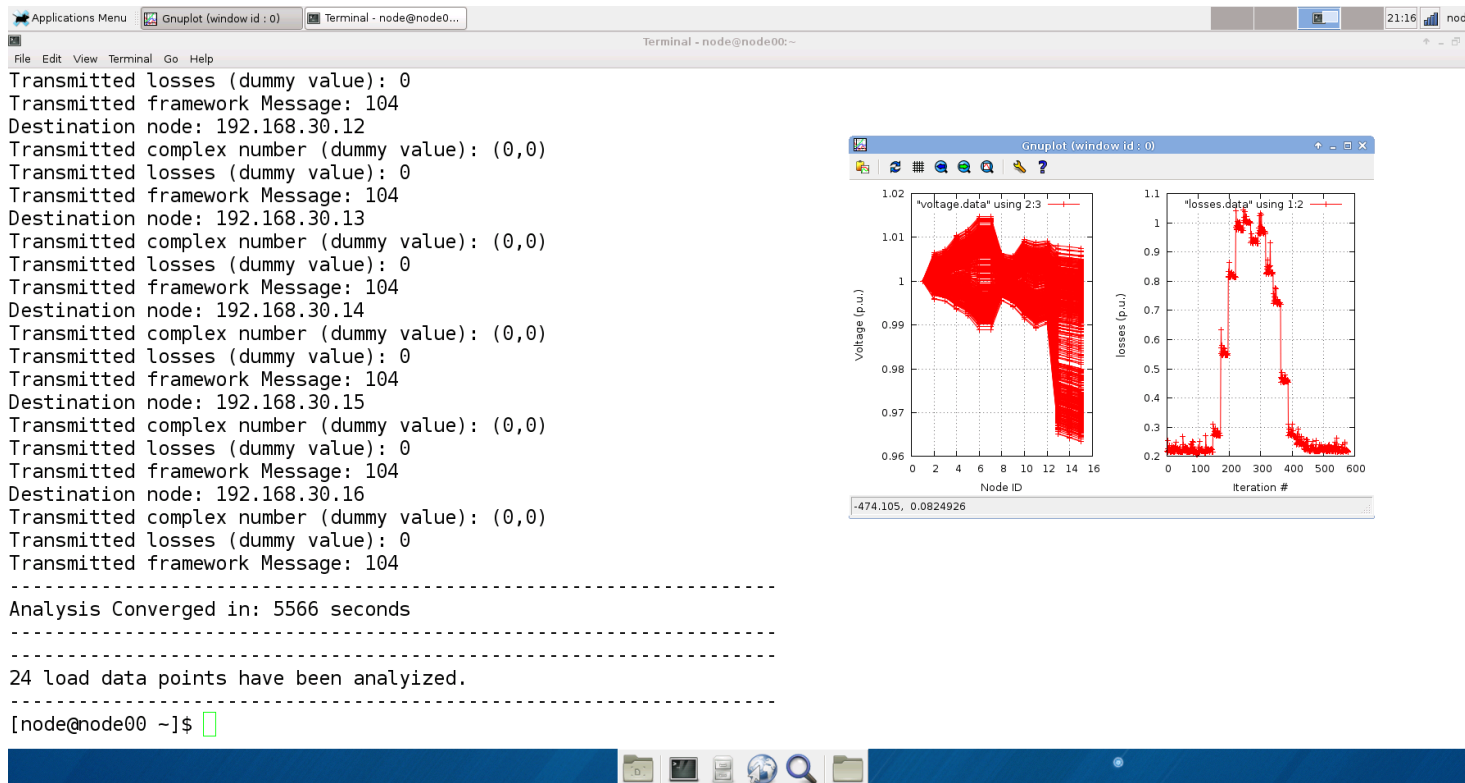 Applications Menu
Gnuplot (window id : 0)
Terminal - node@node0...
21:16
nod
Terminal - node@node00:~
File Edit View Terminal Go Help
Transmitted losses (dummy value): 0
Transmitted framework Message: 104
Destination node: 192.168.30.12
Transmitted complex number (dummy value): (0,0)
Transmitted losses (dummy value): 0
Transmitted framework Message: 104
Destination node: 192.168.30.13
Transmitted complex number (dummy value): (0,0)
Transmitted losses (dummy value): 0
Transmitted framework Message: 104
Destination node: 192.168.30.14
Transmitted complex number (dummy value): (0,0)
Transmitted losses (dummy value): 0
Transmitted framework Message: 104
Destination node: 192.168.30.15
Transmitted complex number (dummy value): (0,0)
Transmitted losses (dummy value): 0
Transmitted framework Message: 104
Destination node: 192.168.30.16
Transmitted complex number (dummy value): (0,0)
Transmitted losses (dummy value): 0
Transmitted framework Message: 104
-------------------------------------------------------------------
Analysis Converged in: 5566 seconds
-------------------------------------------------------------------
-------------------------------------------------------------------
24 load data points have been analyized.
-------------------------------------------------------------------
[node@node00 ~]$
Gnuplot (window id : 0)
"voltage.data" using 2:3
1.02
1.01
1
0.99
0.98
0.97
0.96
Voltage (p.u.)
0 2 4 6 8 10 12 14 16
Node ID
"losses.data" using 1:2
1.1
1
0.9
0.8
0.7
0.6
0.5
0.4
0.3
0.2
losses (p.u.)
0 100 200 300 400 500 600
Iteration #
-474.105, 0.0824926